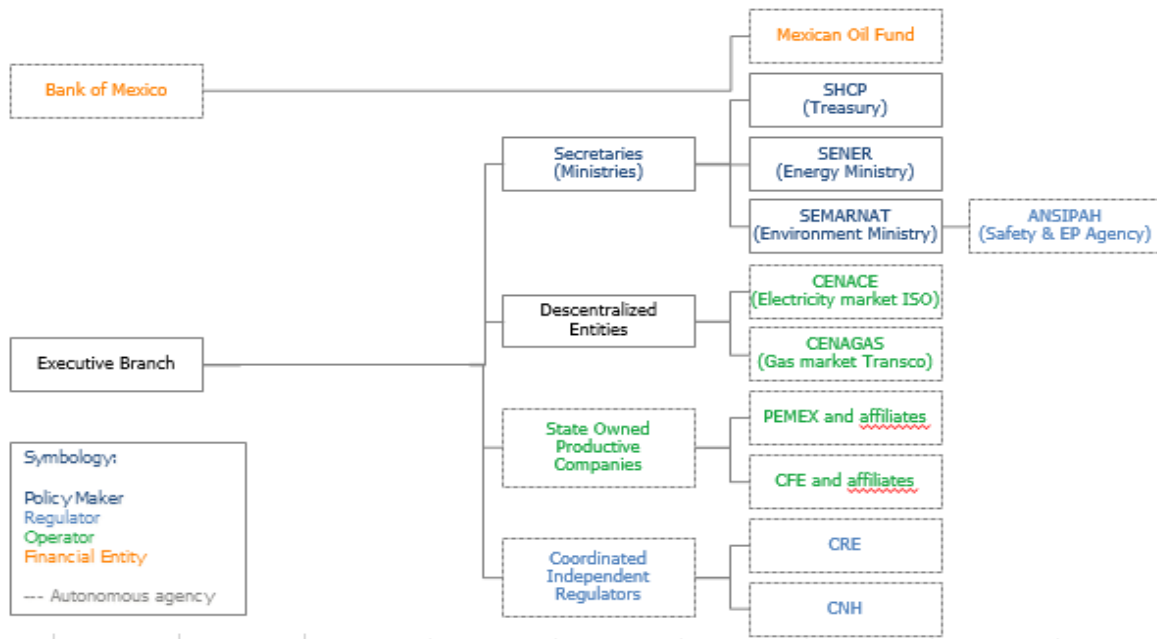 Mexican Oil Fund
Bank of Mexico
SHCP
(Treasury)
Secretaries
(Ministries)
SENER
(Energy Ministry)
SEMARNAT
(Environment Ministry)
ANSIPAH
(Safety & EP Agency)
CENACE
(Electricity market ISO)
Descentralized
Entities
CENAGAS
(Gas market Transco)
Executive Branch
PEMEX and affiliates
State Owned
Productive
Companies
CFE and affiliates
Symbology:
Policy Maker
Regulator
Operator
Financial Entity
--- Autonomous agency
Coordinated
Independent
Regulators
CRE
CNH